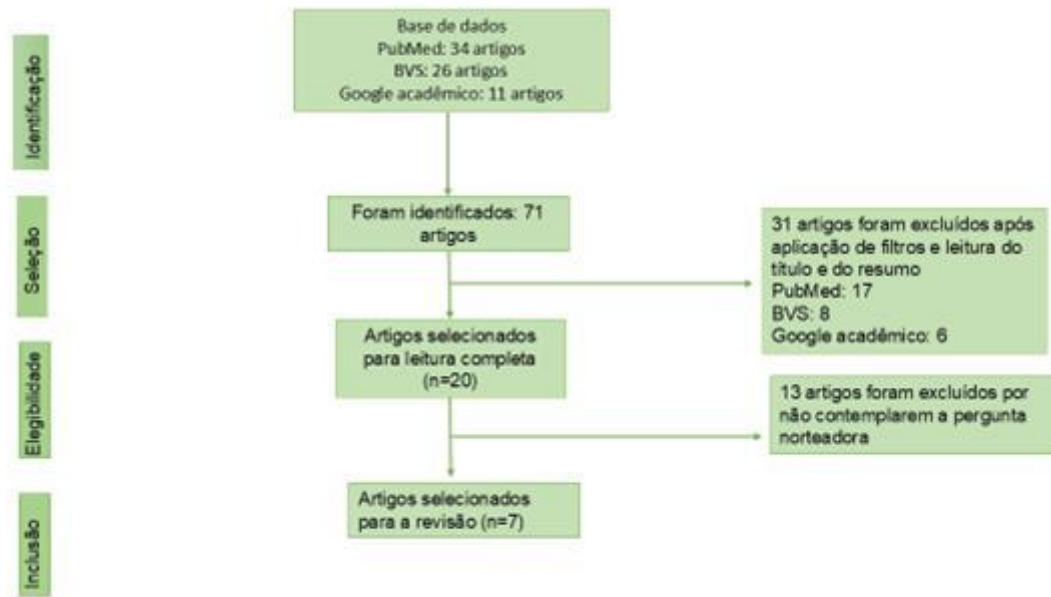 Identificação
Base de dados
PubMed: 34 artigos
BVS: 26 artigos
Google acadêmico: 11 artigos
Seleção
Foram identificados: 71
artigos
31 artigos foram excluídos após
aplicação de filtros e leitura do
título e do resumo
PubMed: 17
BVS: 8
Google acadêmico: 6
Elegibilidade
Artigos selecionados
para leitura completa
(n=20)
13 artigos foram excluídos por
não contemplarem a pergunta
norteadora
Inclusão
Artigos selecionados
para a revisão (n=7)